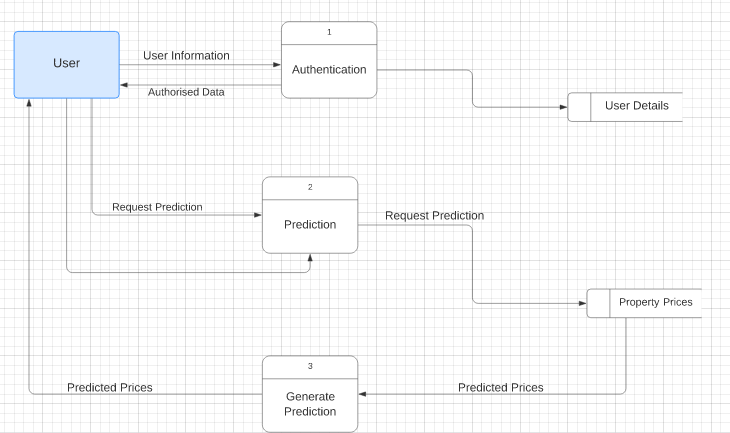 1
User
User Information
Authentication
Authorised Data
User Details
2
Request Prediction
Prediction
Request Prediction
Property Prices
3
Predicted Prices
Generate
Prediction
Predicted Prices